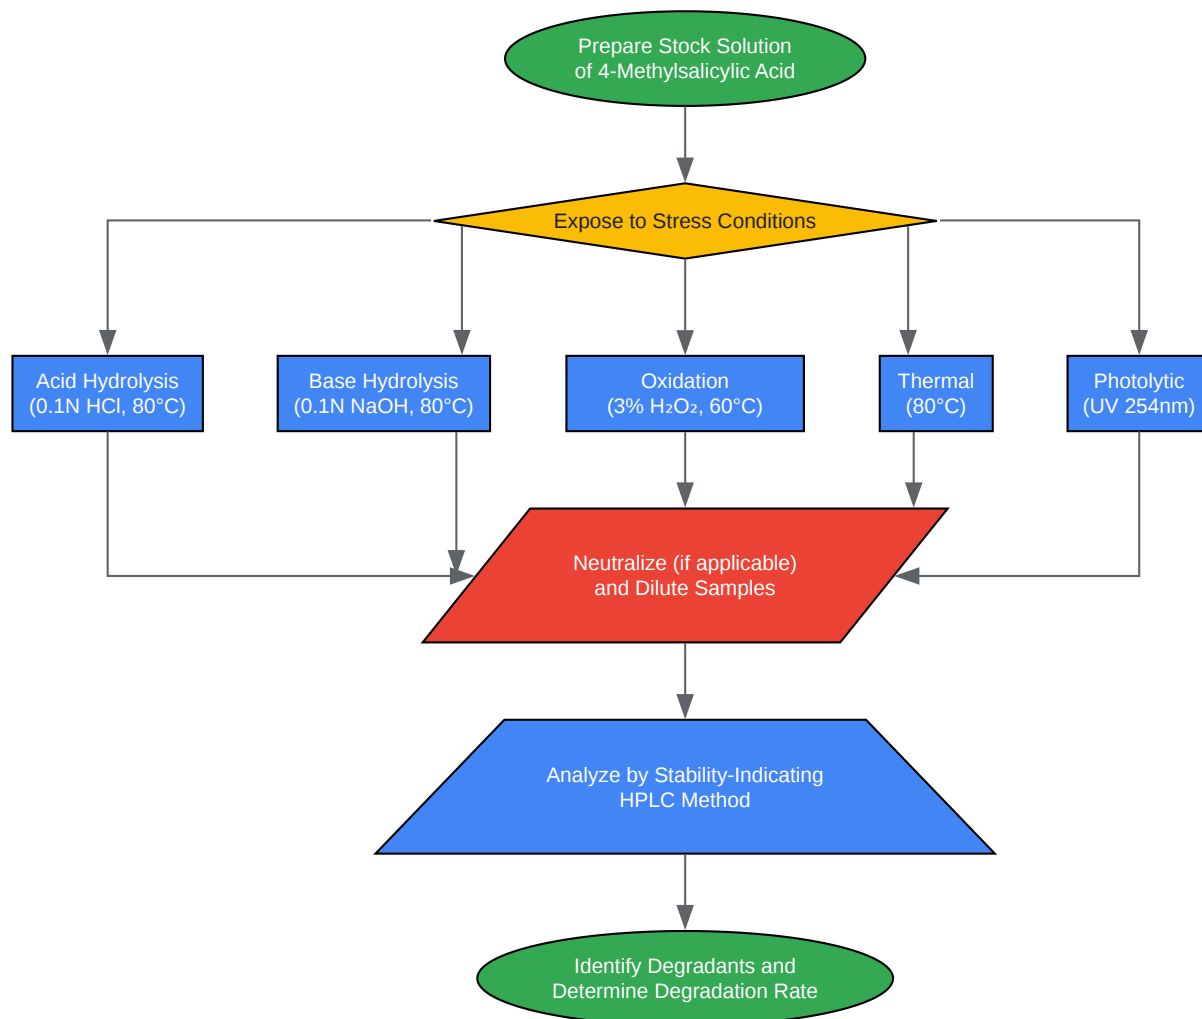 Prepare Stock Solution
of 4-Methylsalicylic Acid
Expose to Stress Conditions
Acid Hydrolysis
(0.1N HCl, 80°C)
Base Hydrolysis
(0.1N NaOH, 80°C)
Oxidation
(3% H₂O₂, 60°C)
Thermal
(80°C)
Photolytic
(UV 254nm)
Neutralize (if applicable)
and Dilute Samples
Analyze by Stability-Indicating
HPLC Method
Identify Degradants and
Determine Degradation Rate